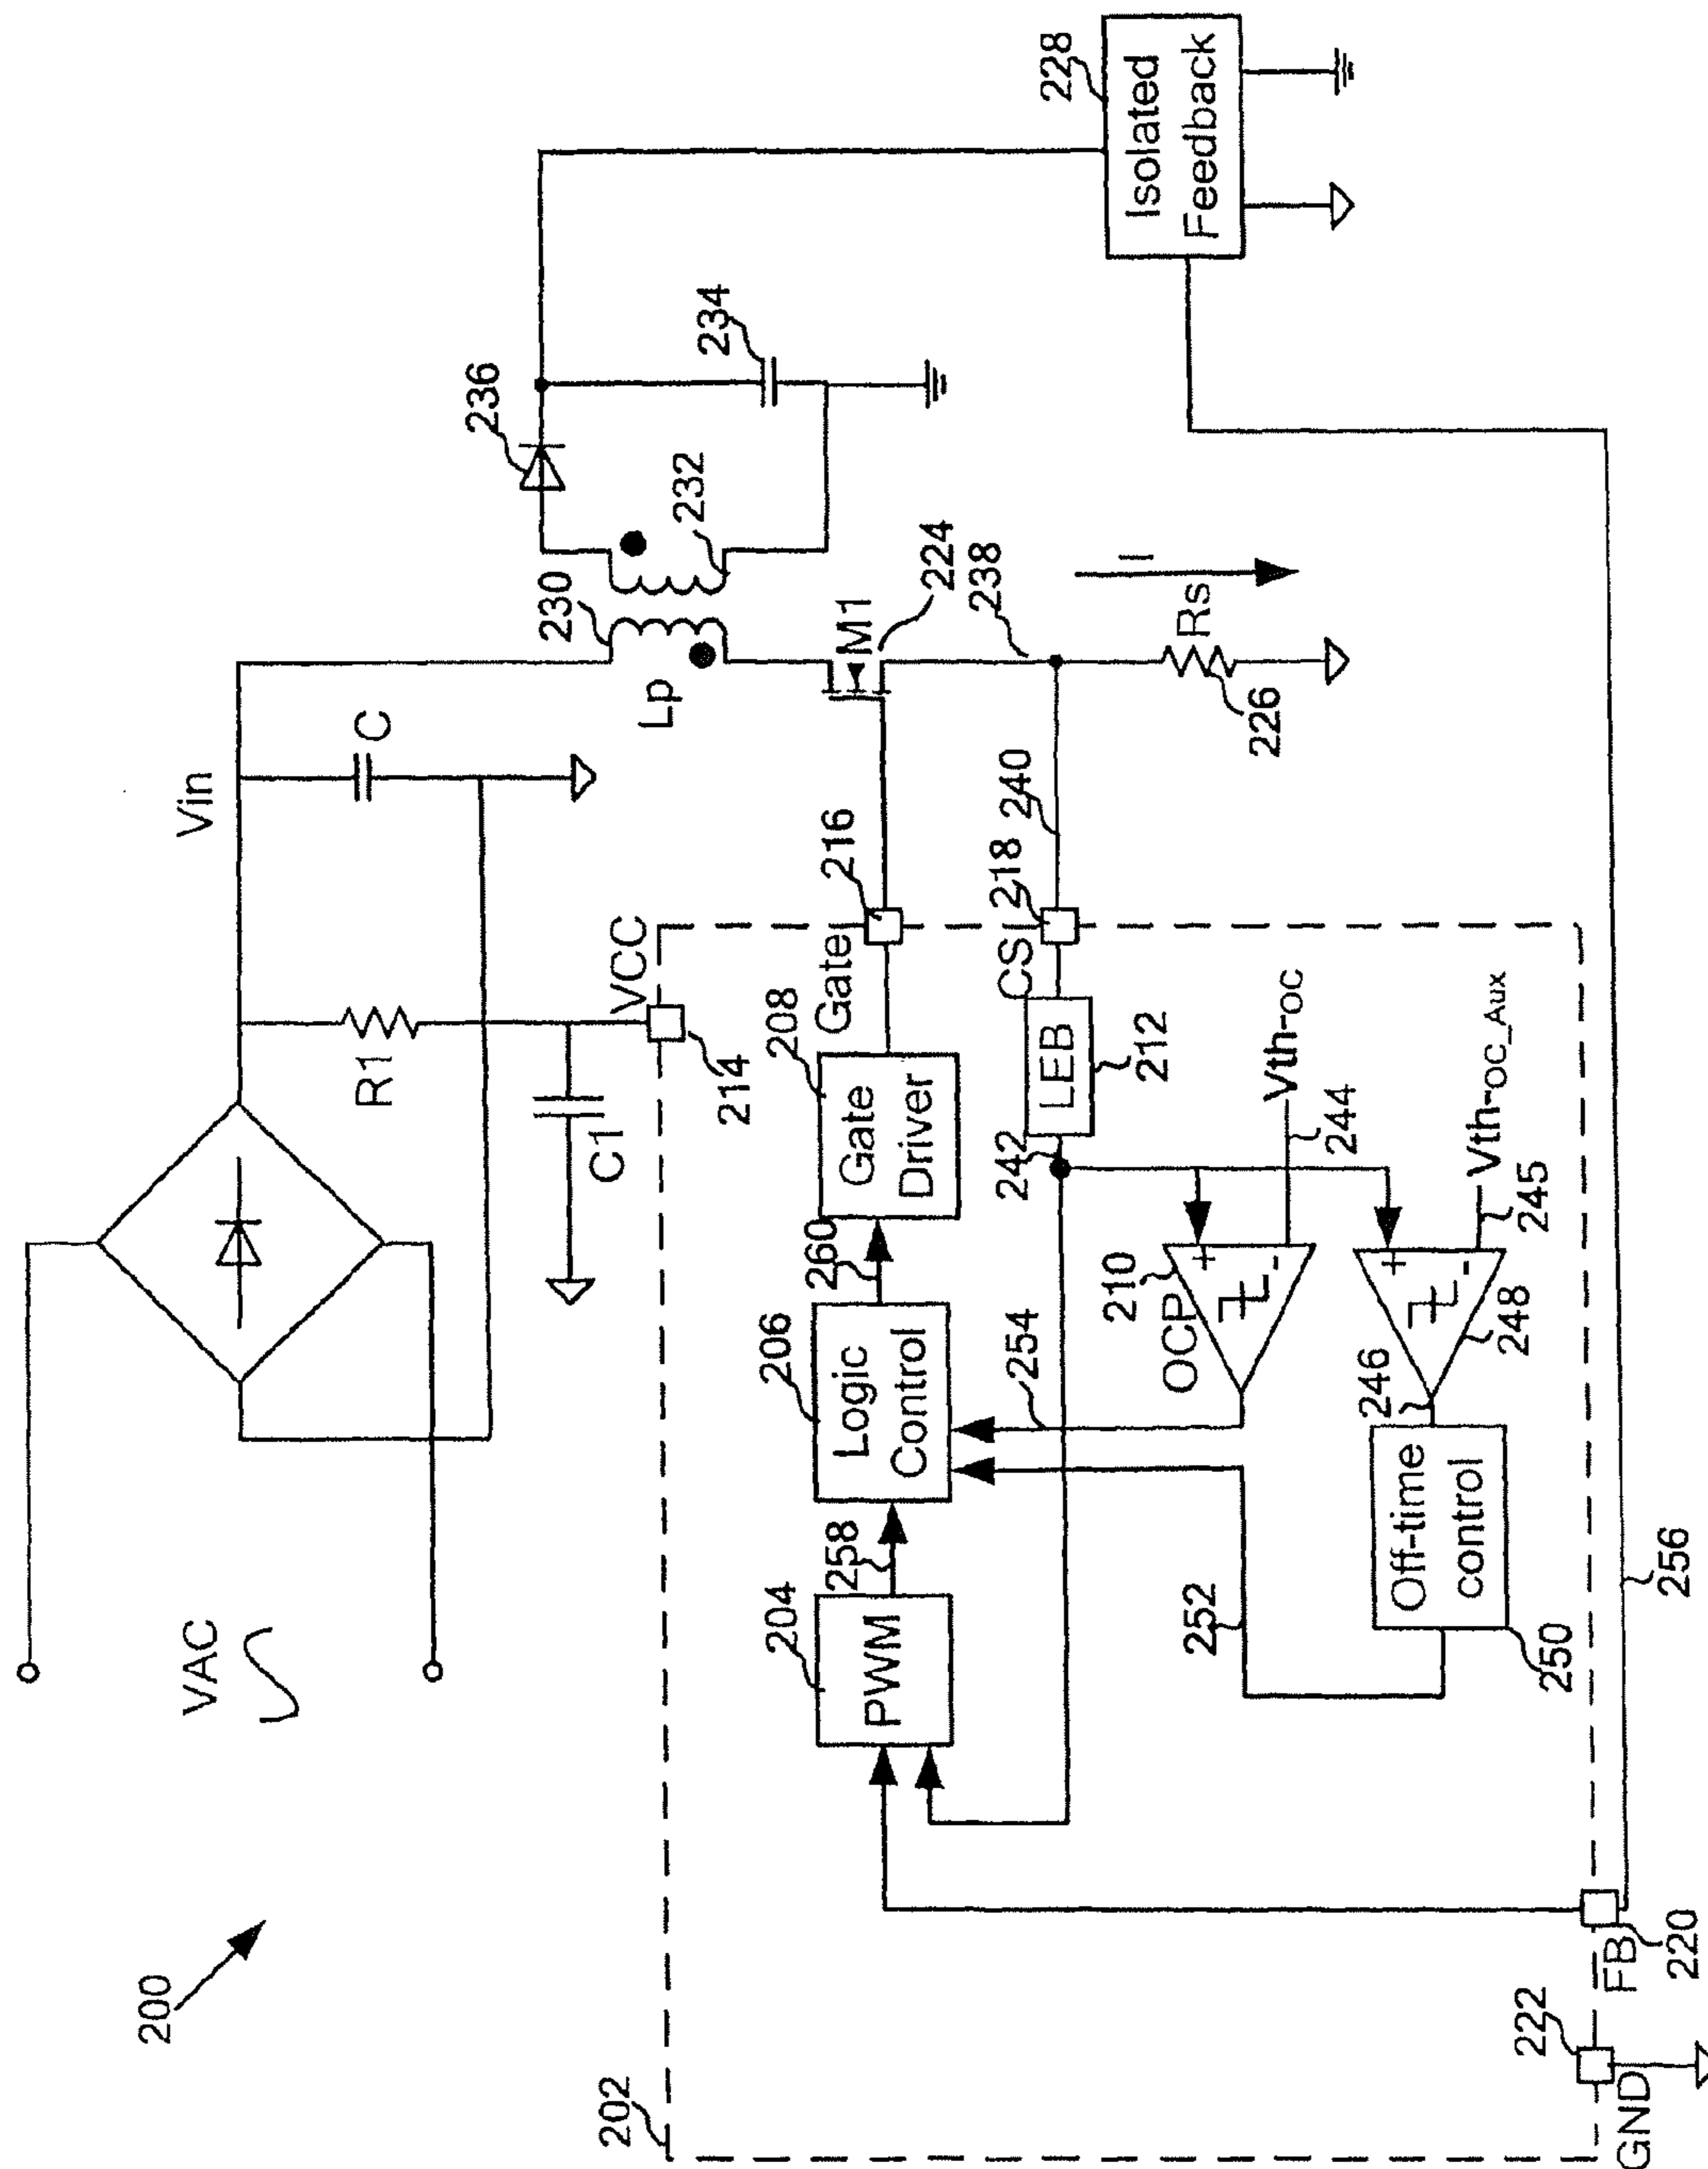 200
VAC
Vin
R1
C
C1
VCC
214
202
230
Lp
232
236
234
228
Isolated
Feedback
204
PWM
258
206
Logic
Control
260
208
Gate
Driver
Gate
216
M1
224
238
I
Rs
226
240
218
CS
LEB
212
242
254
OCP
210
+
-
Vth-OC
244
252
Off-time
control
250
246
248
+
-
Vth-OC_Aux
245
256
222
GND
FB
220